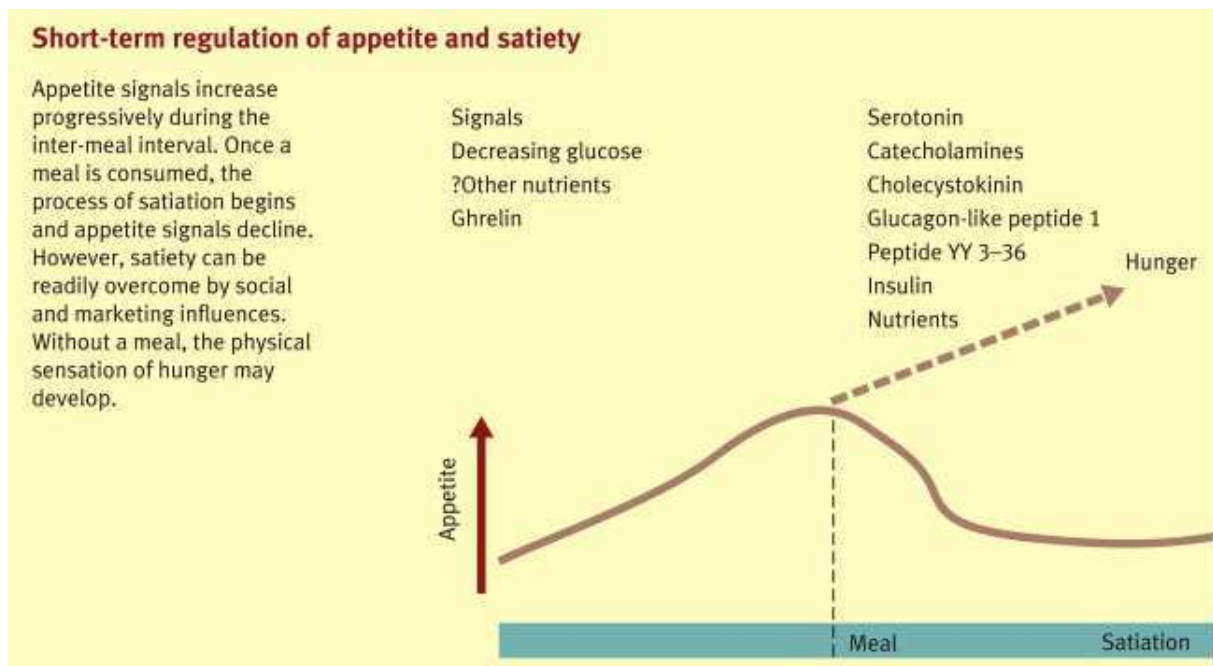 Short-term regulation of appetite and satiety
Appetite signals increase
progressively during the
inter-meal interval. Once a
meal is consumed, the
process of satiation begins
and appetite signals decline.
However, satiety can be
readily overcome by social
and marketing influences.
Without a meal, the physical
sensation of hunger may
develop.
Signals
Decreasing glucose
?Other nutrients
Ghrelin
Serotonin
Catecholamines
Cholecystokinin
Glucagon-like peptide 1
Peptide YY 3–36
Insulin
Nutrients
Hunger
Appetite
Meal
Satiation